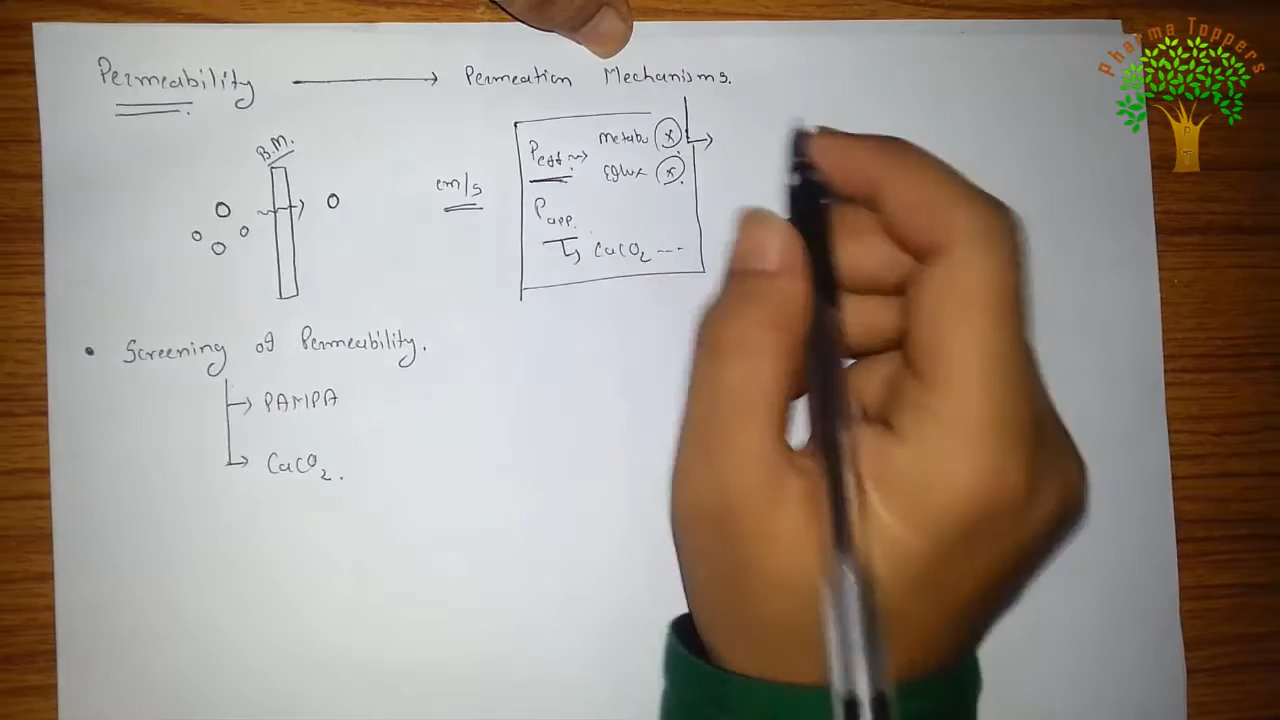 Permeability → Permeation Mechanisms.
B.M.
cm/s
Peff → metabo x
efflux x
Papp.
CaCO2 ---
• Screening of Permeability.
→ PAMPA
→ CaCO2.
Pharma Toppers
PT